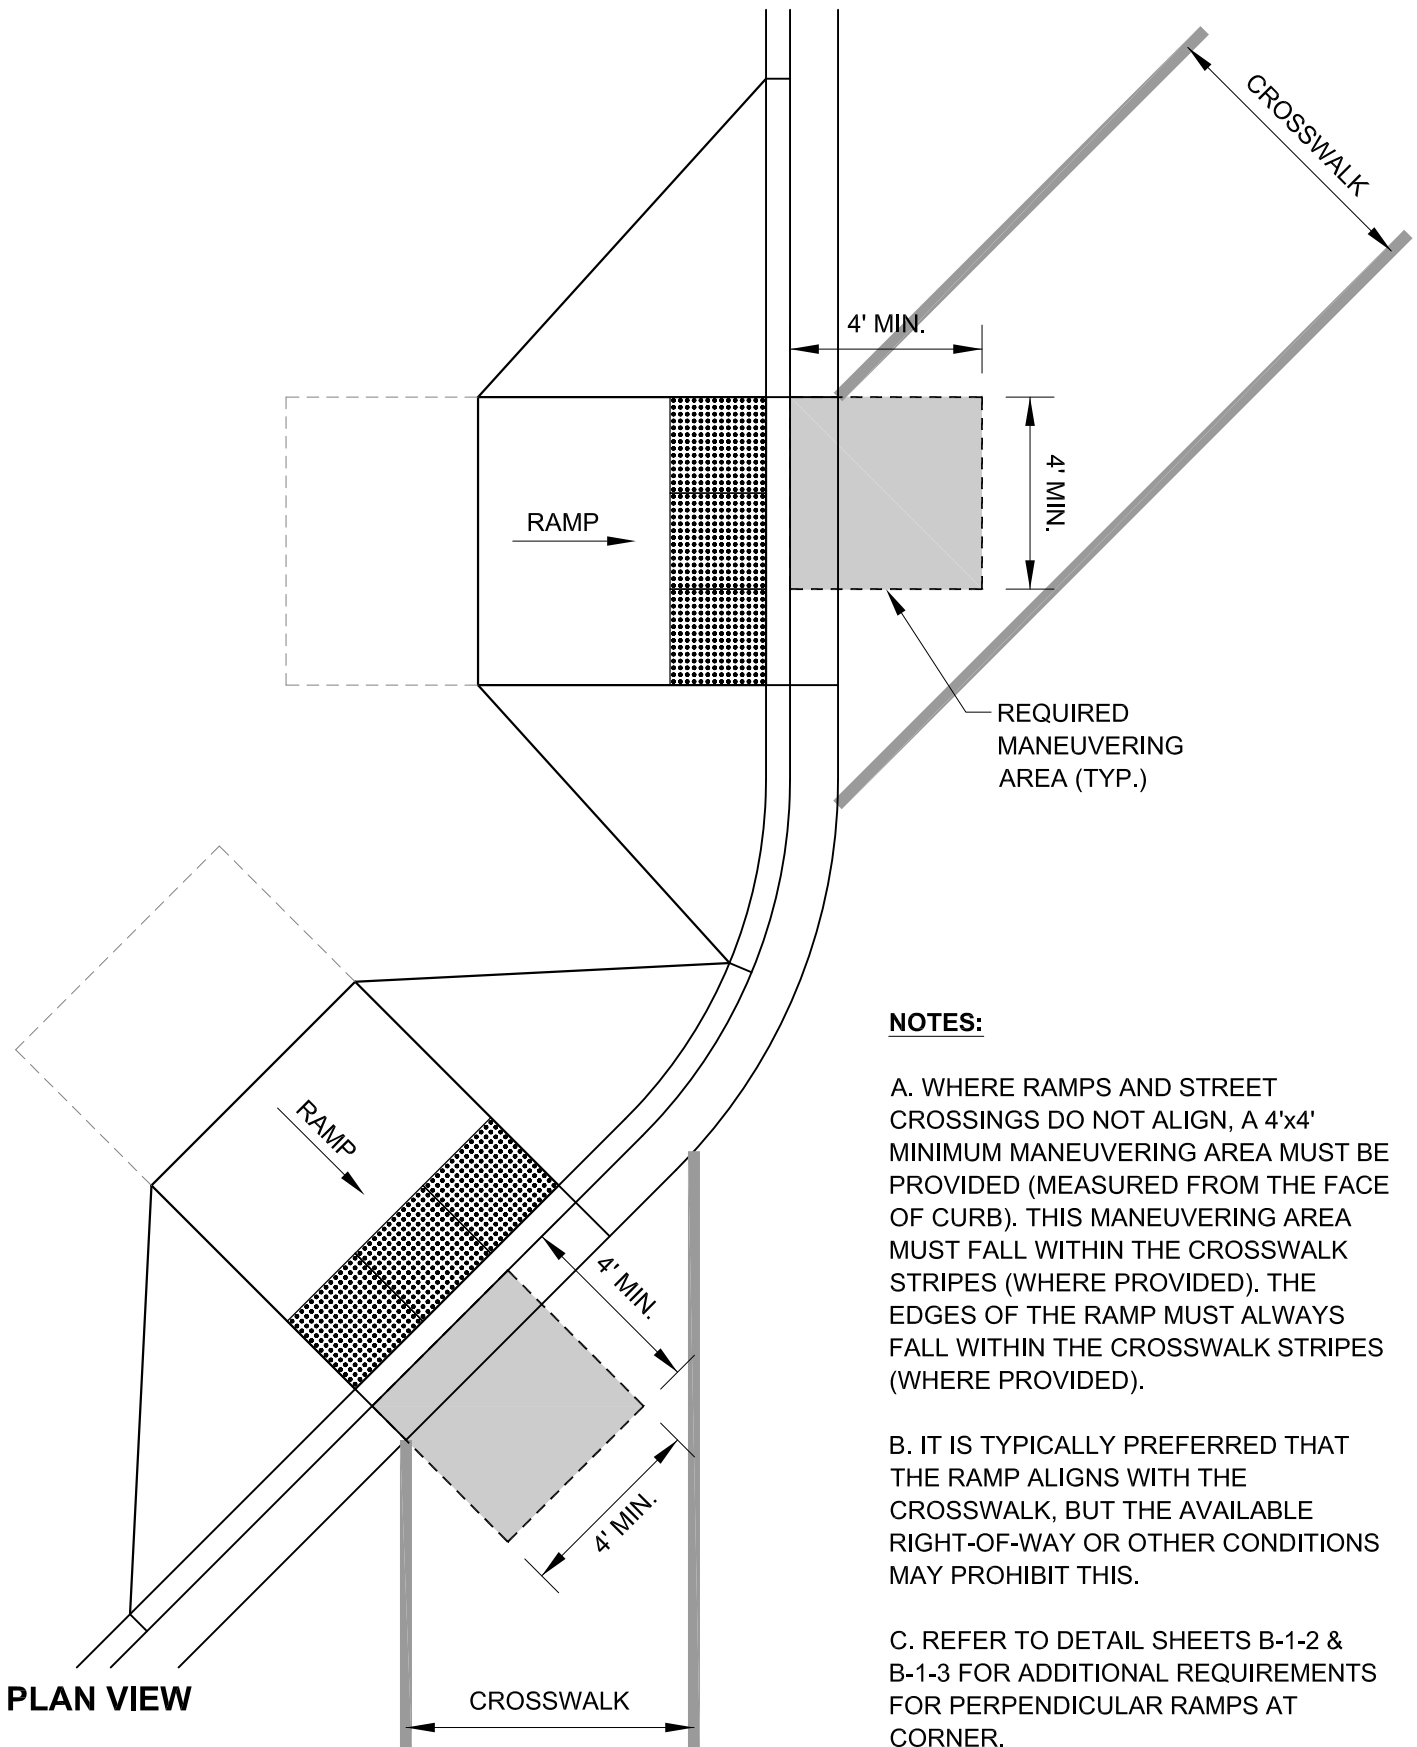 CROSSWALK
4' MIN.
4' MIN.
RAMP
REQUIRED
MANEUVERING
AREA (TYP.)
RAMP
4' MIN.
4' MIN.
CROSSWALK
PLAN VIEW
NOTES:
A. WHERE RAMPS AND STREET
CROSSINGS DO NOT ALIGN, A 4'x4'
MINIMUM MANEUVERING AREA MUST BE
PROVIDED (MEASURED FROM THE FACE
OF CURB). THIS MANEUVERING AREA
MUST FALL WITHIN THE CROSSWALK
STRIPES (WHERE PROVIDED). THE
EDGES OF THE RAMP MUST ALWAYS
FALL WITHIN THE CROSSWALK STRIPES
(WHERE PROVIDED).
B. IT IS TYPICALLY PREFERRED THAT
THE RAMP ALIGNS WITH THE
CROSSWALK, BUT THE AVAILABLE
RIGHT-OF-WAY OR OTHER CONDITIONS
MAY PROHIBIT THIS.
C. REFER TO DETAIL SHEETS B-1-2 &
B-1-3 FOR ADDITIONAL REQUIREMENTS
FOR PERPENDICULAR RAMPS AT
CORNER.